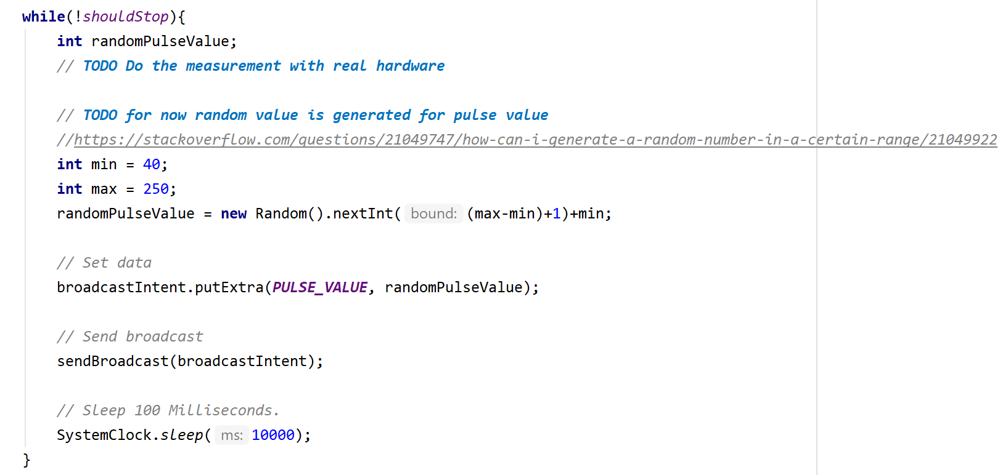 while(!shouldStop){
int randomPulseValue;
// TODO Do the measurement with real hardware
// TODO for now random value is generated for pulse value
//https://stackoverflow.com/questions/21049747/how-can-i-generate-a-random-number-in-a-certain-range/21049922
int min = 40;
int max = 250;
randomPulseValue = new Random().nextInt( bound: (max-min)+1)+min;
// Set data
broadcastIntent.putExtra(PULSE_VALUE, randomPulseValue);
// Send broadcast
sendBroadcast(broadcastIntent);
// Sleep 100 Milliseconds.
SystemClock.sleep( ms: 10000);
}